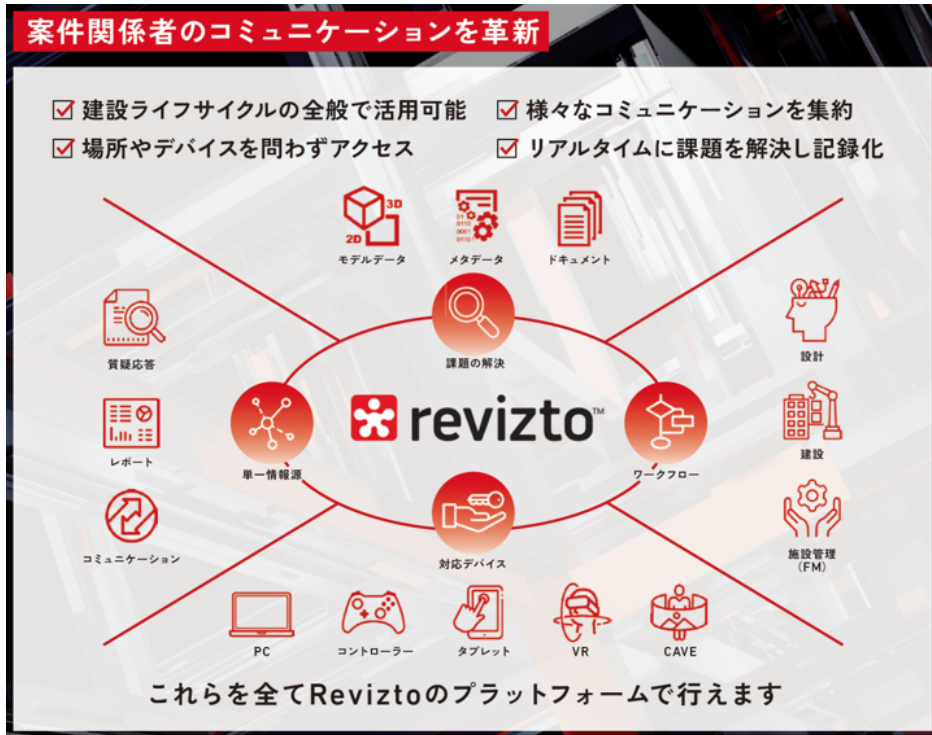 案件関係者のコミュニケーションを革新
建設ライフサイクルの全般で活用可能
様々なコミュニケーションを集約
場所やデバイスを問わずアクセス
リアルタイムに課題を解決し記録化
3D
2D
モデルデータ
01
0110
0001
01101
メタデータ
ドキュメント
課題の解決
質疑応答
レポート
コミュニケーション
単一情報源
revizto™
ワークフロー
設計
建設
施設管理
(FM)
対応デバイス
PC
コントローラー
タブレット
VR
CAVE
これらを全てReviztoのプラットフォームで行えます